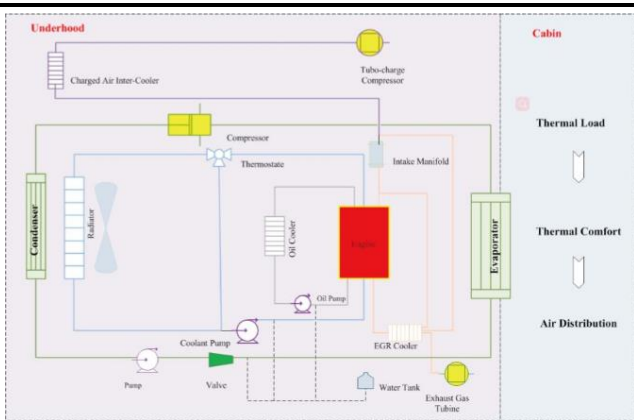 Underhood
Cabin
Tubo-charge
Compressor
Charged Air Inter-Cooler
Compressor
Thermostate
Intake Manifold
Thermal Load
Condenser
Radiator
Oil Cooler
Engine
Evaporator
Thermal Comfort
Oil Pump
Coolant Pump
EGR Cooler
Air Distribution
Pump
Valve
Water Tank
Exhaust Gas
Tubine